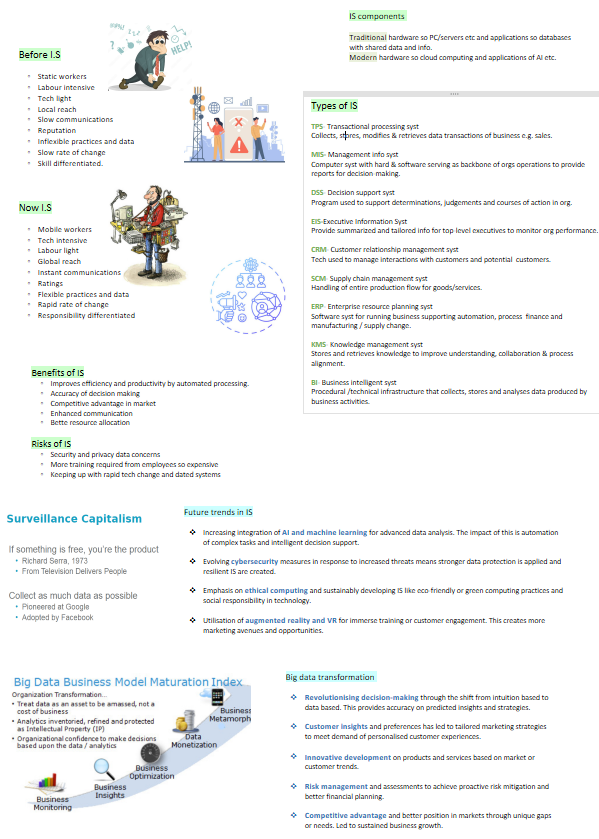 IS components
Traditional hardware so PC/servers etc and applications so databases
with shared data and info.
Modern hardware so cloud computing and applications of AI etc.
Before I.S
HELP!
Static workers
Labour intensive
Tech light
Local reach
Slow communications
Reputation
Inflexible practices and data
Slow rate of change
Skill differentiated.
Now I.S
Mobile workers
Tech intensive
Labour light
Global reach
Instant communications
Ratings
Flexible practices and data
Rapid rate of change
Responsibility differentiated
Types of IS
TPS- Transactional processing syst
Collects, stores, modifies & retrieves data transactions of business e.g. sales.
MIS- Management info syst
Computer syst with hard & software serving as backbone of orgs operations to provide
reports for decision-making.
DSS- Decision support syst
Program used to support determinations, judgements and courses of action in org.
EIS-Executive Information Syst
Provide summarized and tailored info for top-level executives to monitor org performance.
CRM- Customer relationship management syst
Tech used to manage interactions with customers and potential customers.
SCM- Supply chain management syst
Handling of entire production flow for goods/services.
ERP- Enterprise resource planning syst
Software syst for running business supporting automation, process finance and
manufacturing / supply change.
KMS- Knowledge management syst
Stores and retrieves knowledge to improve understanding, collaboration & process
alignment.
BI- Business intelligent syst
Procedural /technical infrastructure that collects, stores and analyses data produced by
business activities.
Benefits of IS
Improves efficiency and productivity by automated processing.
Accuracy of decision making
Competitive advantage in market
Enhanced communication
Bette resource allocation
Risks of IS
Security and privacy data concerns
More training required from employees so expensive
Keeping up with rapid tech change and dated systems
Surveillance Capitalism
If something is free, you're the product
Richard Serra, 1973
From Television Delivers People
Collect as much data as possible
Pioneered at Google
Adopted by Facebook
Future trends in IS
Increasing integration of AI and machine learning for advanced data analysis. The impact of this is automation
of complex tasks and intelligent decision support.
Evolving cybersecurity measures in response to increased threats means stronger data protection is applied and
resilient IS are created.
Emphasis on ethical computing and sustainably developing IS like eco-friendly or green computing practices and
social responsibility in technology.
Utilisation of augmented reality and VR for immerse training or customer engagement. This creates more
marketing avenues and opportunities.
Big Data Business Model Maturation Index
Organization Transformation...
Treat data as an asset to be amassed, not a
cost of business
Analytics inventoried, refined and protected
as Intellectual Property (IP)
Organizational confidence to make decisions
based upon the data / analytics
Business
Metamorph
Data
Monetization
Business
Optimization
Business
Insights
Business
Monitoring
Big data transformation
Revolutionising decision-making through the shift from intuition based to
data based. This provides accuracy on predicted insights and strategies.
Customer insights and preferences has led to tailored marketing strategies
to meet demand of personalised customer experiences.
Innovative development on products and services based on market or
customer trends.
Risk management and assessments to achieve proactive risk mitigation and
better financial planning.
Competitive advantage and better position in markets through unique gaps
or needs. Led to sustained business growth.